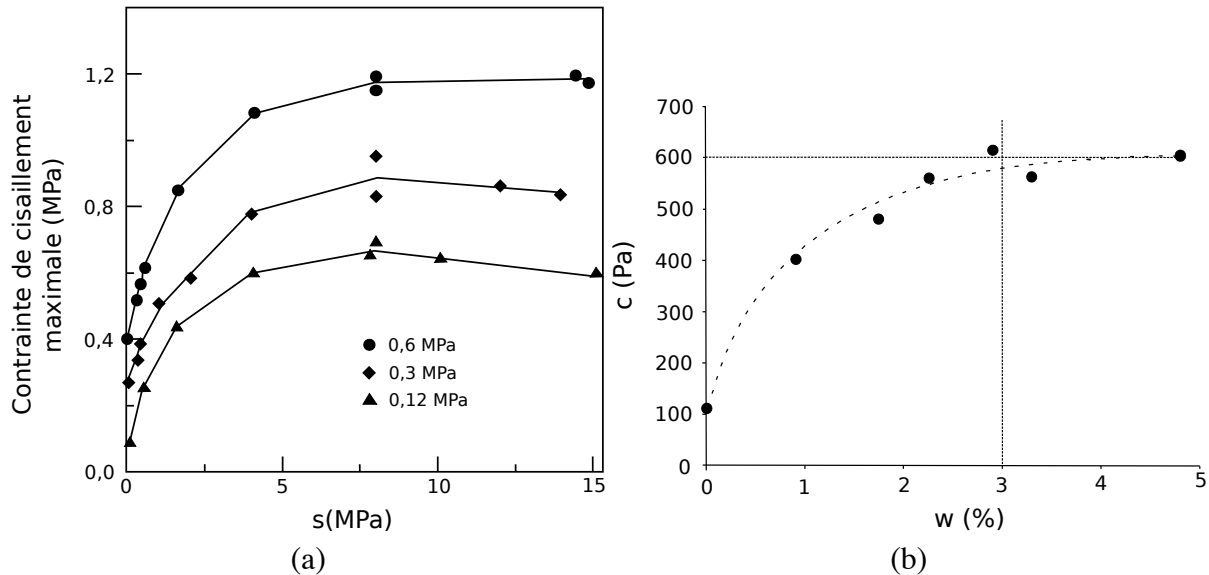 Contrainte de cisaillement
maximale (MPa)
1,2
0,8
0,4
0,0
0,6 MPa
0,3 MPa
0,12 MPa
0 5 10 15
s(MPa)
(a)
c (Pa)
700
600
500
400
300
200
100
0
0 1 2 3 4 5
w (%)
(b)